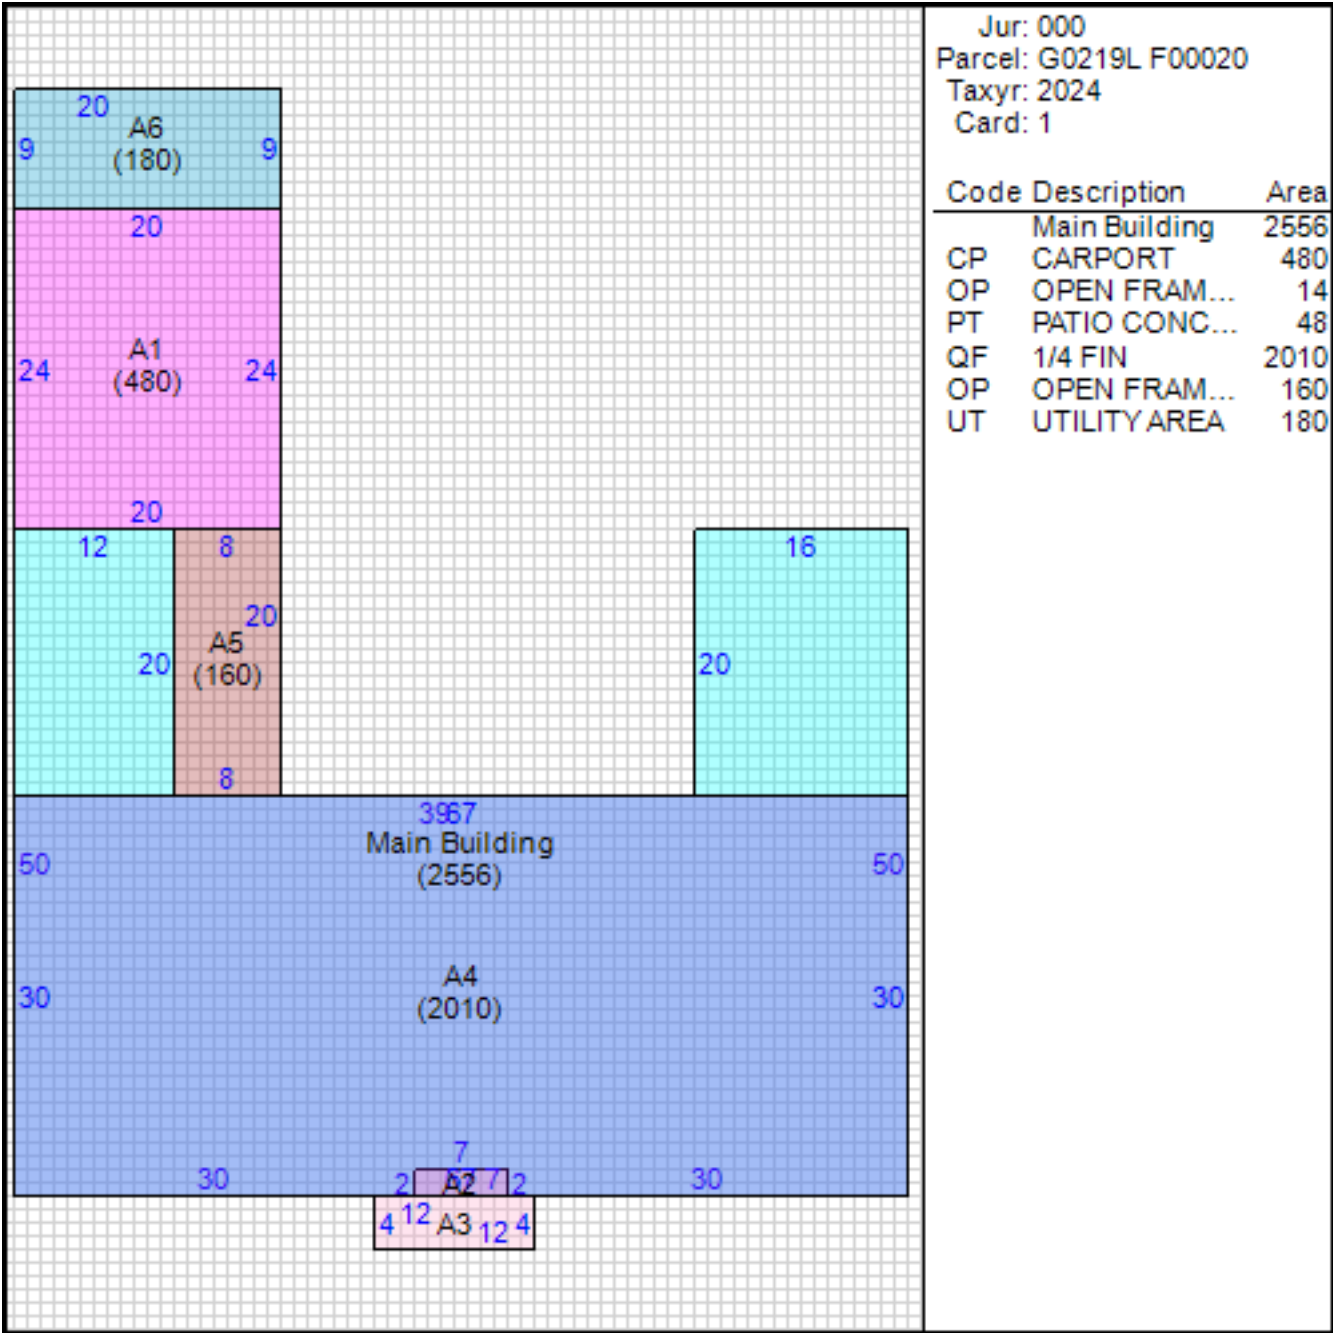 Jur: 000
Parcel: G0219L F00020
Taxyr: 2024
Card: 1
Code Description Area
Main Building 2556
CP CARPORT 480
OP OPEN FRAM... 14
PT PATIO CONC... 48
QF 1/4 FIN 2010
OP OPEN FRAM... 160
UT UTILITY AREA 180
20
A6
9 (180) 9
20
A1
24 (480) 24
20
12 8 16
20
A5
20 (160) 20
8
3967
Main Building
50 (2556) 50
A4
30 (2010) 30
7
30 2 A2 7 2 30
4 12 A3 12 4